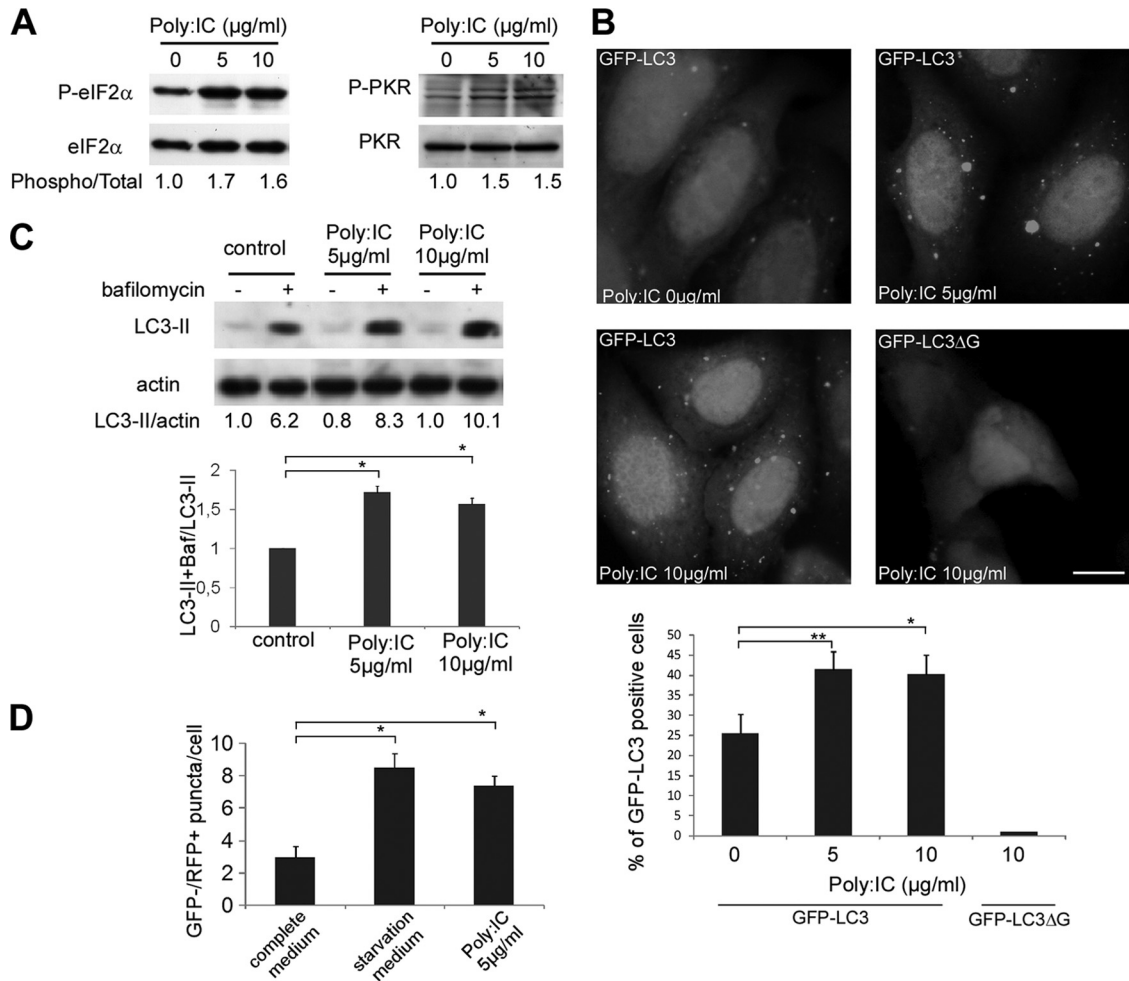 A
Poly:IC (µg/ml)
0 5 10
P-eIF2α
eIF2α
Phospho/Total 1.0 1.7 1.6
Poly:IC (µg/ml)
0 5 10
P-PKR
PKR
1.0 1.5 1.5
B
GFP-LC3
Poly:IC 0µg/ml
GFP-LC3
Poly:IC 5µg/ml
GFP-LC3
Poly:IC 10µg/ml
GFP-LC3ΔG
Poly:IC 10µg/ml
% of GFP-LC3 positive cells
50
45
40
35
30
25
20
15
10
5
0
**
*
0 5 10 10
Poly:IC (µg/ml)
GFP-LC3 GFP-LC3ΔG
C
control
Poly:IC
5µg/ml
Poly:IC
10µg/ml
bafilomycin - + - + - +
LC3-II
actin
LC3-II/actin 1.0 6.2 0.8 8.3 1.0 10.1
LC3-II+Baf/LC3-II
2
1,5
1
0,5
0
*
*
control
Poly:IC
5µg/ml
Poly:IC
10µg/ml
D
GFP-/RFP+ puncta/cell
10
8
6
4
2
0
*
*
complete
medium
starvation
medium
Poly:IC
5µg/ml